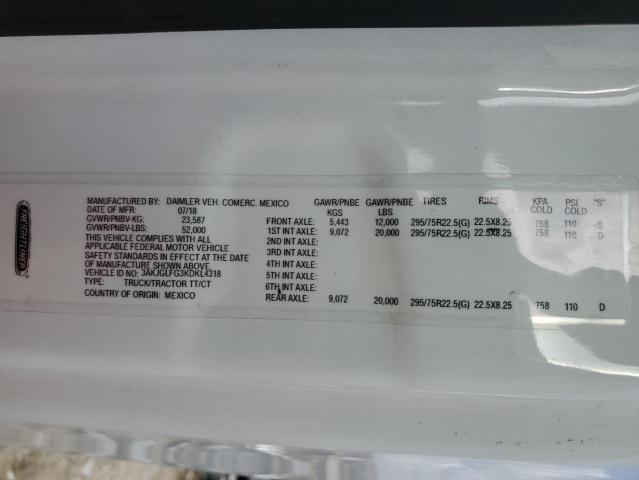 FREIGHTLINER
MANUFACTURED BY: DAIMLER VEH. COMERC. MEXICO
DATE OF MFR: 07/18
GVWR/PNBV-KG: 23,587
GVWR/PNBV-LBS: 52,000
THIS VEHICLE COMPLIES WITH ALL
APPLICABLE FEDERAL MOTOR VEHICLE
SAFETY STANDARDS IN EFFECT AT THE DATE
OF MANUFACTURE SHOWN ABOVE.
VEHICLE ID NO: 3AKJGLFG3KDKL4318
TYPE: TRUCK/TRACTOR TT/CT
COUNTRY OF ORIGIN: MEXICO
GAWR/PNBE GAWR/PNBE TIRES RIMS KPA PSI "S"
KGS LBS COLD COLD
FRONT AXLE: 5,443 12,000 295/75R22.5(G) 22.5X8.25 758 110 -S
1ST INT AXLE: 9,072 20,000 295/75R22.5(G) 22.5X8.25 758 110 D
2ND INT AXLE:
3RD INT AXLE:
4TH INT AXLE:
5TH INT AXLE:
6TH INT AXLE:
REAR AXLE: 9,072 20,000 295/75R22.5(G) 22.5X8.25 758 110 D